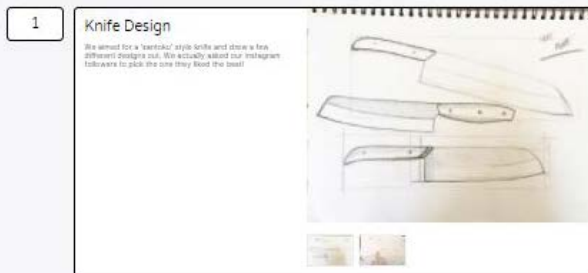 1
Knife Design
We aimed for a 'santoku' style knife and drew a few
different designs out. We actually asked our Instagram
followers to pick the one they liked the best!